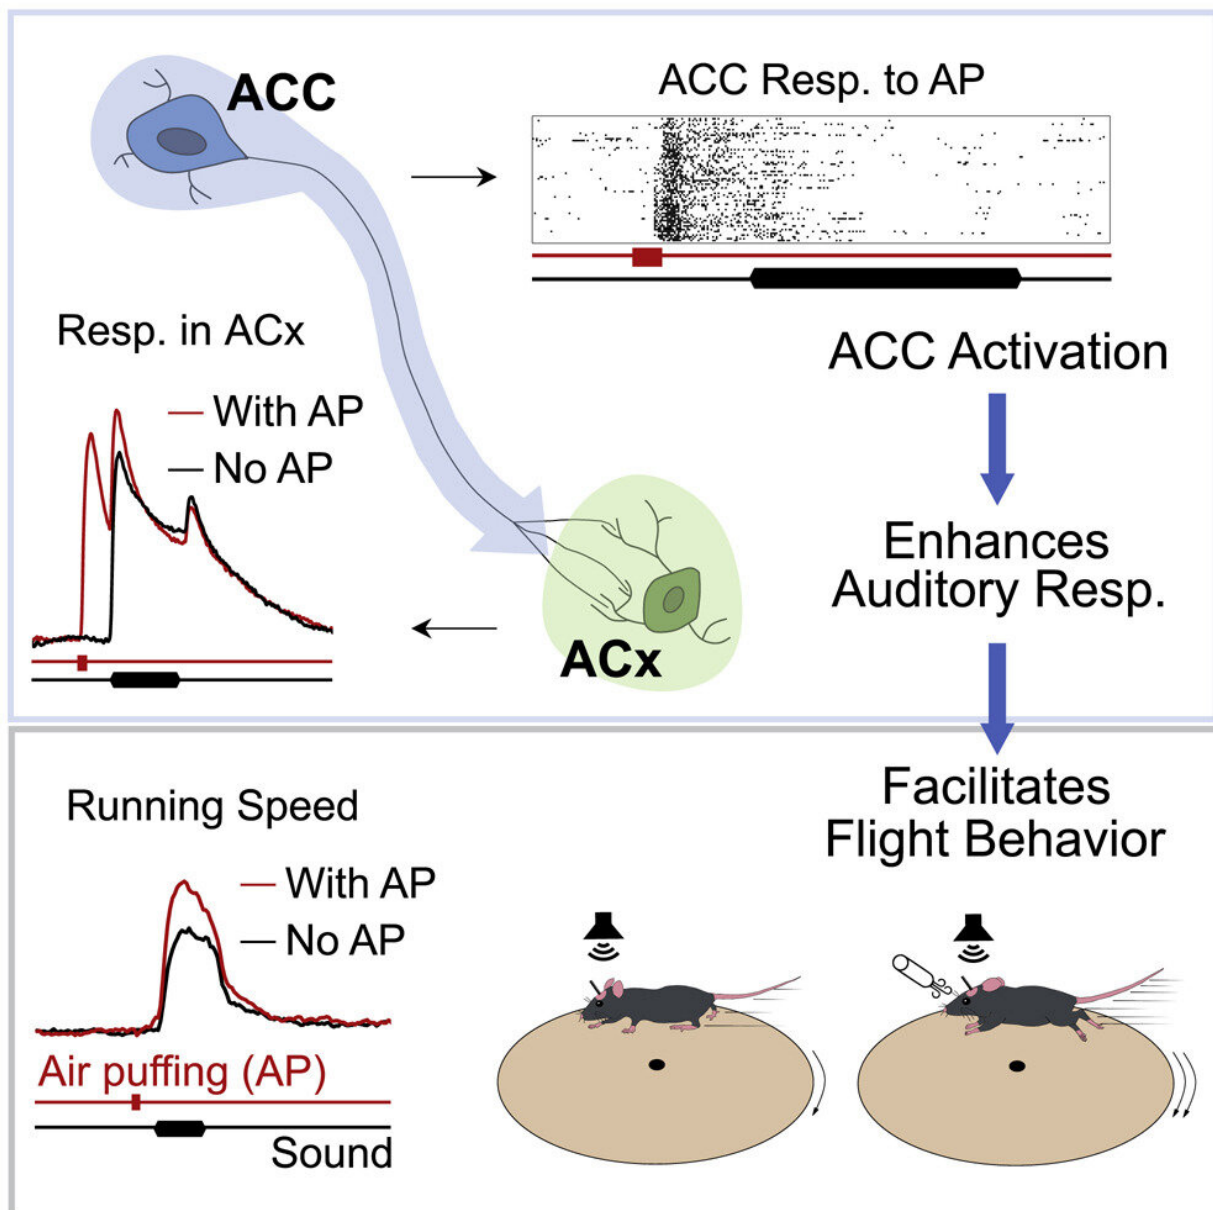 ACC
ACC Resp. to AP
Resp. in ACx
With AP
No AP
ACx
ACC Activation
Enhances
Auditory Resp.
Facilitates
Flight Behavior
Running Speed
With AP
No AP
Air puffing (AP)
Sound